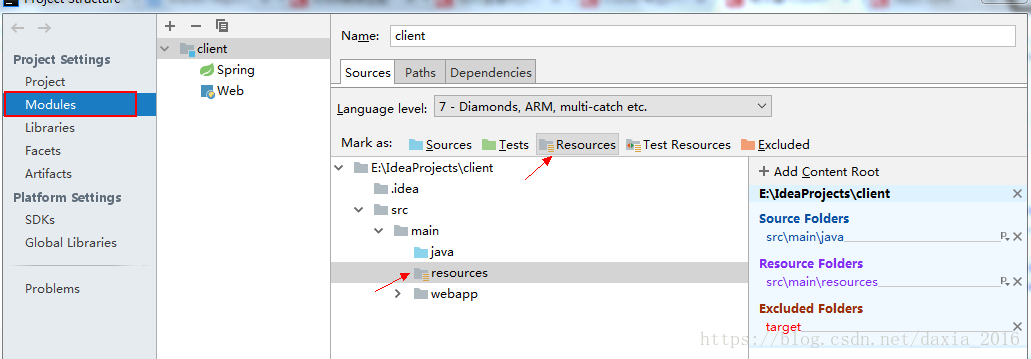 Project Structure
Name: client
Project Settings
Project
Modules
Libraries
Facets
Artifacts
Platform Settings
SDKs
Global Libraries
Problems
client
Spring
Web
Sources Paths Dependencies
Language level: 7 - Diamonds, ARM, multi-catch etc.
Mark as: Sources Tests Resources Test Resources Excluded
E:\IdeaProjects\client
.idea
src
main
java
resources
webapp
Add Content Root
E:\IdeaProjects\client
Source Folders
src\main\java
Resource Folders
src\main\resources
Excluded Folders
target
https://blog.csdn.net/daxia_2016